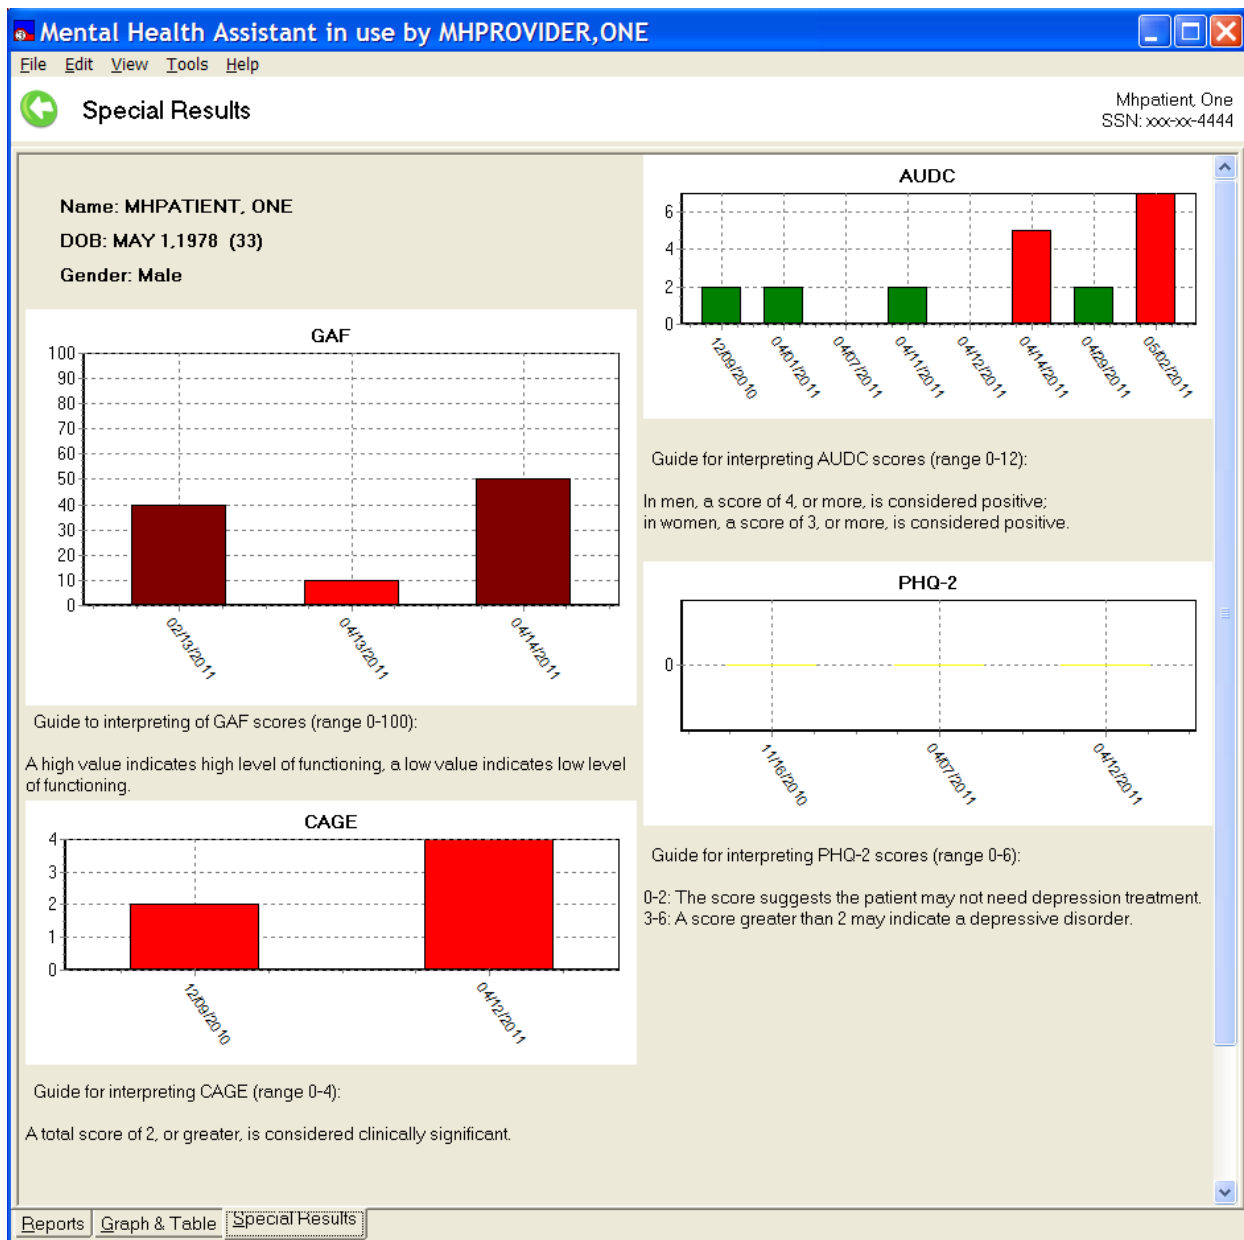 Mental Health Assistant in use by MHPROVIDER,ONE
File Edit View Tools Help
Special Results
Mhpatient, One
SSN: xxx-xx-4444
Name: MHPATIENT, ONE
DOB: MAY 1,1978 (33)
Gender: Male
GAF
100
90
80
70
60
50
40
30
20
10
0
02/13/2011
04/13/2011
04/14/2011
Guide to interpreting of GAF scores (range 0-100):
A high value indicates high level of functioning, a low value indicates low level
of functioning.
CAGE
4
3
2
1
0
12/09/2010
04/12/2011
Guide for interpreting CAGE (range 0-4):
A total score of 2, or greater, is considered clinically significant.
AUDC
6
4
2
0
12/09/2010
04/01/2011
04/07/2011
04/11/2011
04/12/2011
04/14/2011
04/29/2011
05/02/2011
Guide for interpreting AUDC scores (range 0-12):
In men, a score of 4, or more, is considered positive;
in women, a score of 3, or more, is considered positive.
PHQ-2
0
11/16/2010
04/07/2011
04/12/2011
Guide for interpreting PHQ-2 scores (range 0-6):
0-2: The score suggests the patient may not need depression treatment.
3-6: A score greater than 2 may indicate a depressive disorder.
Reports Graph & Table Special Results